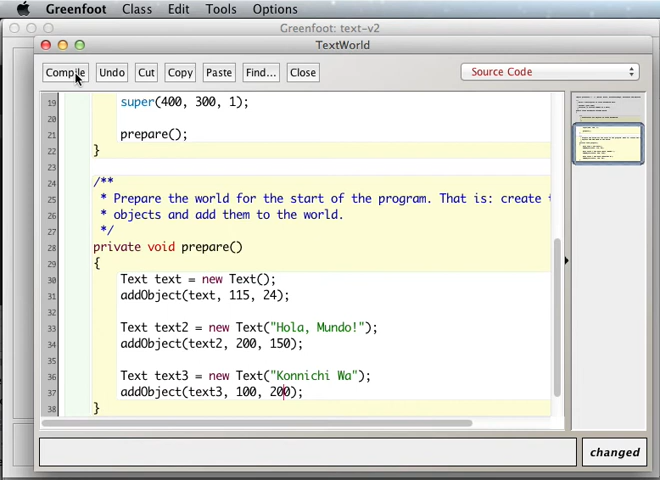 Greenfoot Class Edit Tools Options
Greenfoot: text-v2
TextWorld
Compile Undo Cut Copy Paste Find... Close Source Code
19 super(400, 300, 1);
20
21 prepare();
22 }
23
24 /**
25 * Prepare the world for the start of the program. That is: create
26 * objects and add them to the world.
27 */
28 private void prepare()
29 {
30 Text text = new Text();
31 addObject(text, 115, 24);
32
33 Text text2 = new Text("Hola, Mundo!");
34 addObject(text2, 200, 150);
35
36 Text text3 = new Text("Konnichi Wa");
37 addObject(text3, 100, 200);
38 }
changed